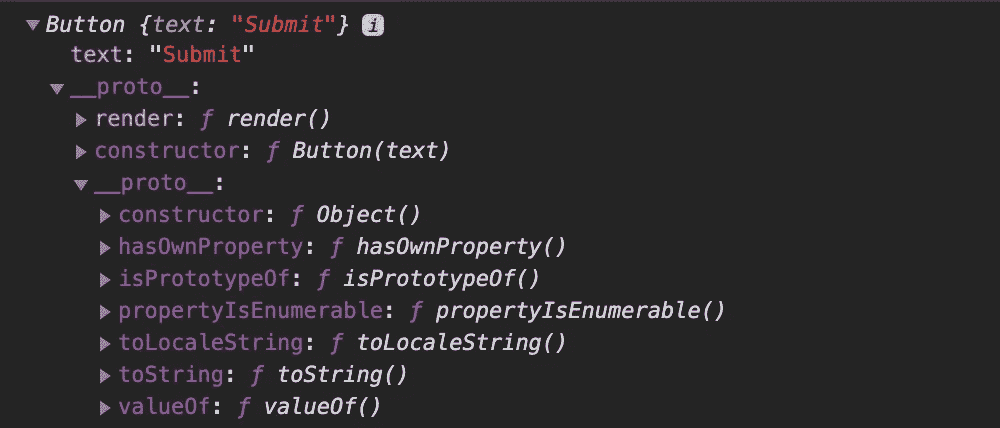 ▼Button {text: "Submit"} i
text: "Submit"
▼__proto__:
▶render: ƒ render()
▶constructor: ƒ Button(text)
▼__proto__:
▶constructor: ƒ Object()
▶hasOwnProperty: ƒ hasOwnProperty()
▶isPrototypeOf: ƒ isPrototypeOf()
▶propertyIsEnumerable: ƒ propertyIsEnumerable()
▶toLocaleString: ƒ toLocaleString()
▶toString: ƒ toString()
▶valueOf: ƒ valueOf()